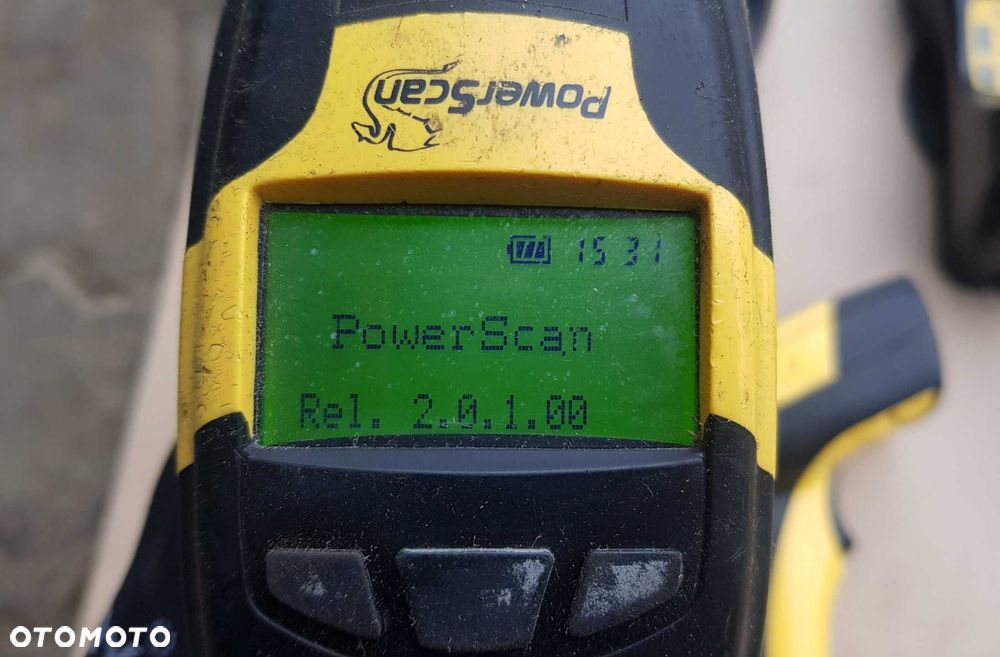 PowerScan
15 31
PowerScan
Rel. 2.0.1.00
OTOMOTO